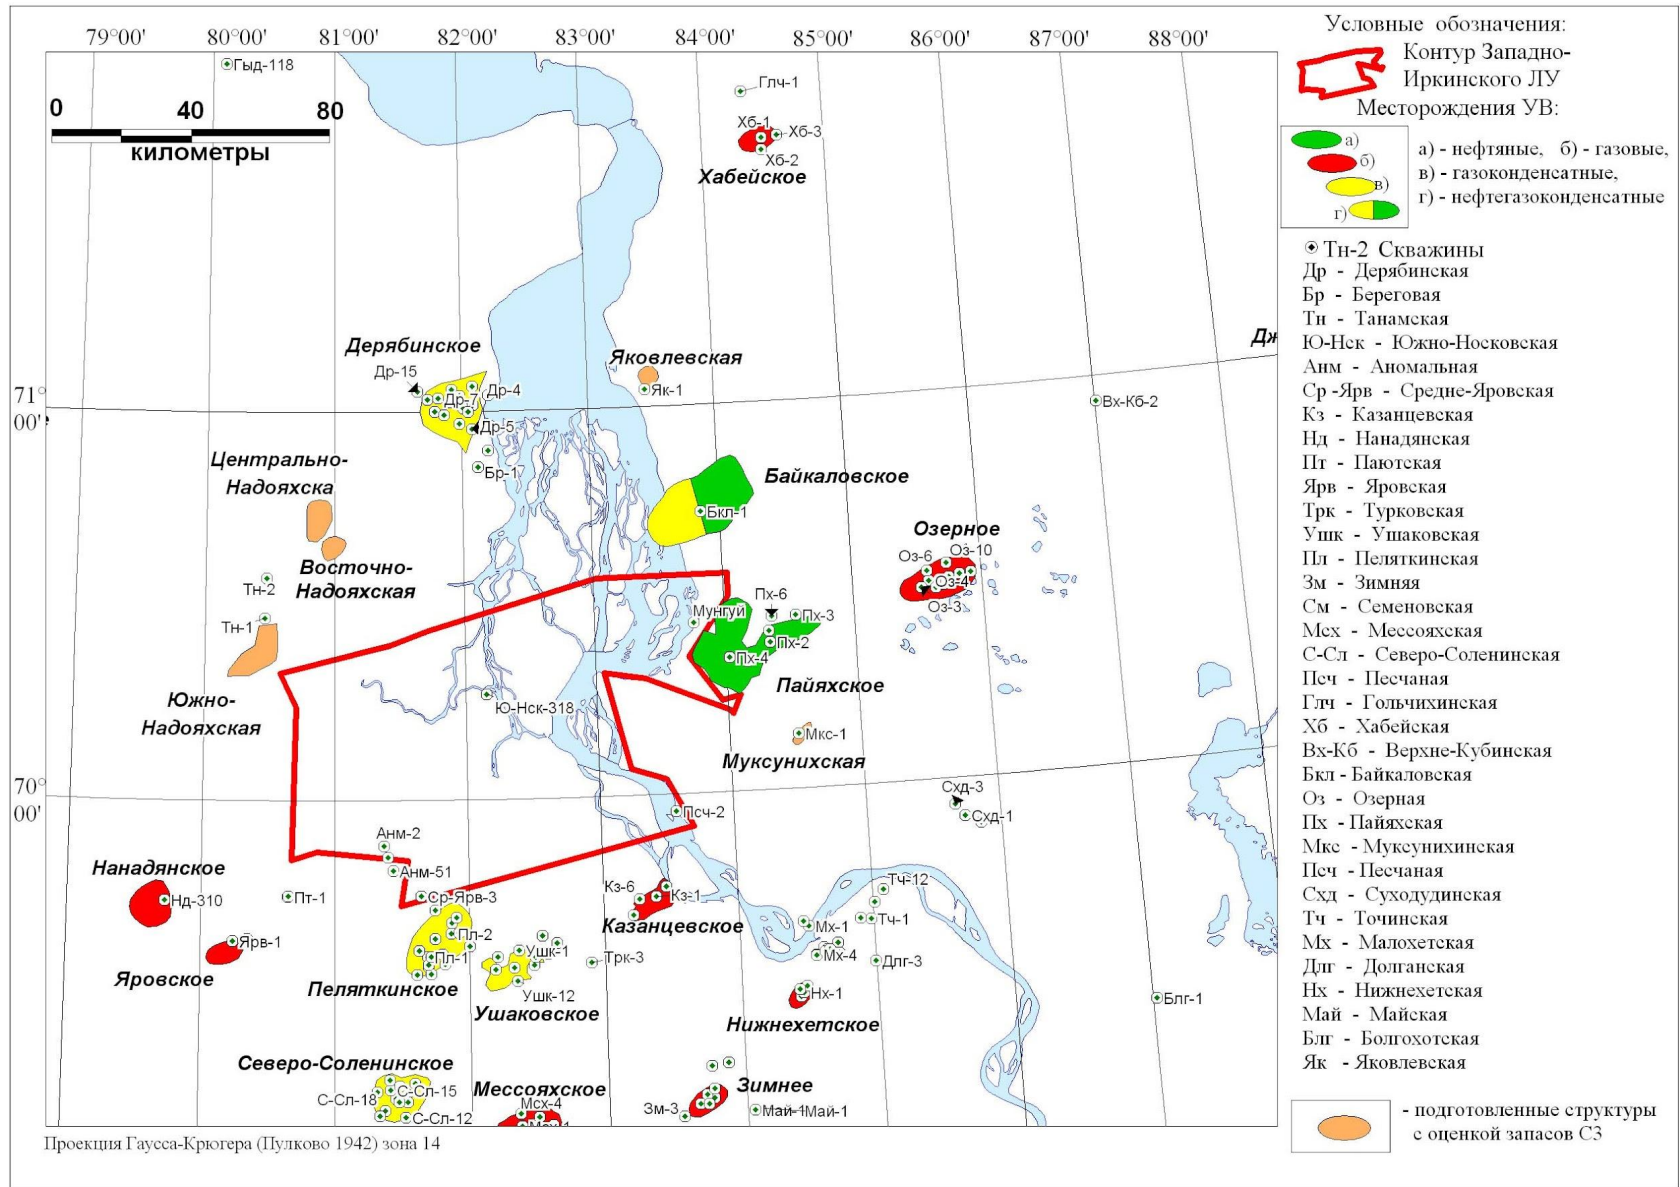 79°00' 80°00' 81°00' 82°00' 83°00' 84°00' 85°00' 86°00' 87°00' 88°00'
Гыд-118
0 40 80
километры
Глч-1
Хб-1
Хб-3
Хб-2
Хабейское
Дж
Дерябинское
Др-15
Др-4
Др-7
Др-5
Бр-1
Яковлевская
Як-1
Вх-Кб-2
71°
00'
Центрально-
Надояхска
Восточно-
Надояхская
Байкаловское
Бкл-1
Озерное
Оз-10
Оз-6
Оз-4
Оз-3
Тн-2
Тн-1
Южно-
Надояхская
Мунгуй
Пх-6
Пх-3
Пх-2
Пх-4
Пайяхское
Ю-Нск-318
Мкс-1
Муксунихская
70°
00'
Схд-3
Схд-1
Псч-2
Анм-2
Анм-51
Нанадянское
Нд-310
Пт-1
Ср-Ярв-3
Ярв-1
Яровское
Пл-2
Пл-1
Пеляткинское
Ушк-1
Ушк-12
Ушаковское
Трк-3
Кз-6
Кз-1
Казанцевское
Тч-12
Тч-1
Мх-1
Мх-4
Длг-3
Нх-1
Нижнехетское
Блг-1
Северо-Соленинское
С-Сл-15
С-Сл-18
С-Сл-12
Мессояхское
Мсх-4
Мсх-1
Зимнее
Зм-3
Май-1
Май-1
Проекция Гаусса-Крюгера (Пулково 1942) зона 14
Условные обозначения:
Контур Западно-
Иркинского ЛУ
Месторождения УВ:
а)
б)
в)
г)
а) - нефтяные, б) - газовые,
в) - газоконденсатные,
г) - нефтегазоконденсатные
Тн-2 Скважины
Др - Дерябинская
Бр - Береговая
Тн - Танамская
Ю-Нск - Южно-Носковская
Анм - Аномальная
Ср -Ярв - Средне-Яровская
Кз - Казанцевская
Нд - Нанадянская
Пт - Паютская
Ярв - Яровская
Трк - Турковская
Ушк - Ушаковская
Пл - Пеляткинская
Зм - Зимняя
См - Семеновская
Мсх - Мессояхская
С-Сл - Северо-Соленинская
Псч - Песчаная
Глч - Гольчихинская
Хб - Хабейская
Вх-Кб - Верхне-Кубинская
Бкл - Байкаловская
Оз - Озерная
Пх - Пайяхская
Мкс - Муксунихинская
Псч - Песчаная
Схд - Суходудинская
Тч - Точинская
Мх - Малохетская
Длг - Долганская
Нх - Нижнехетская
Май - Майская
Блг - Болгохотская
Як - Яковлевская
- подготовленные структуры
с оценкой запасов С3